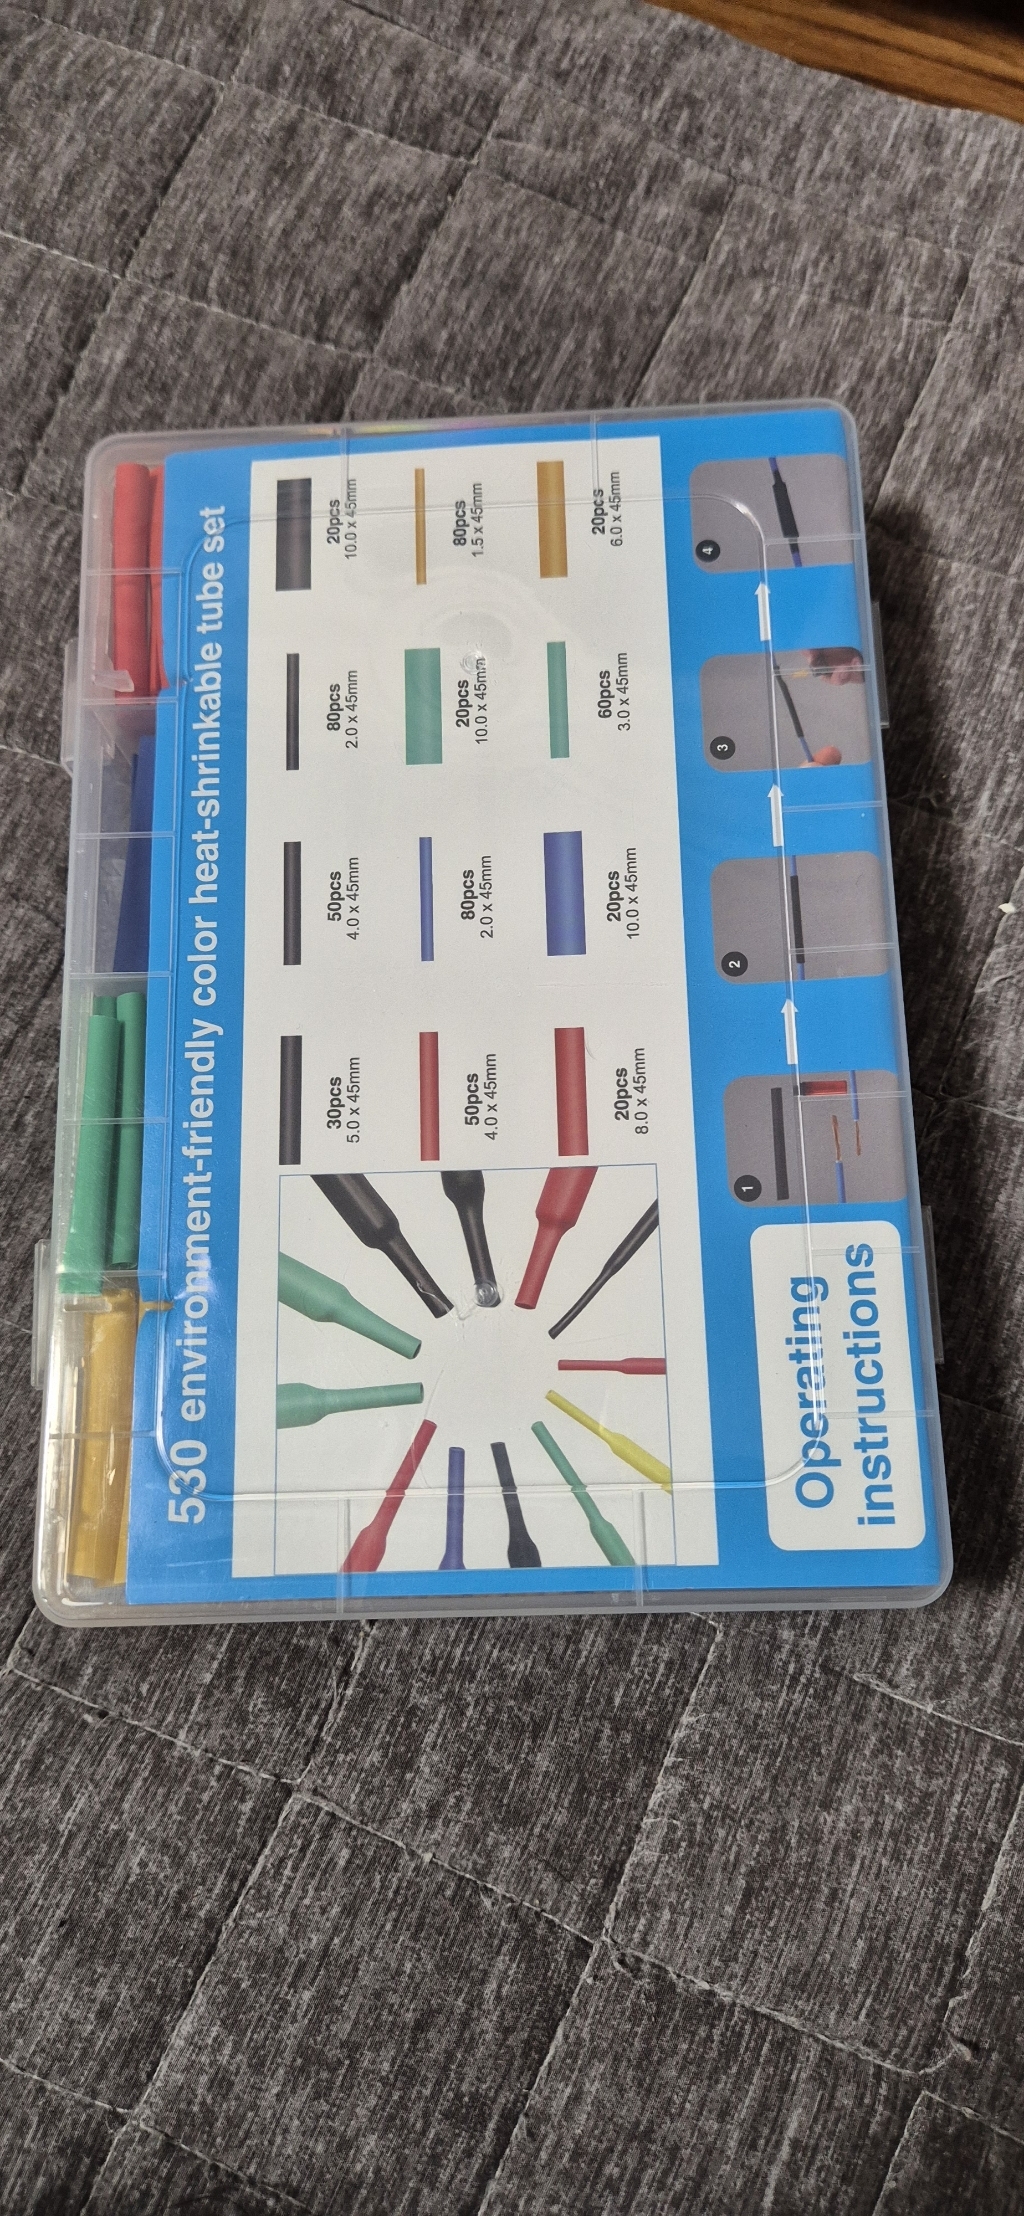 530 environment-friendly color heat-shrinkable tube set
30pcs
5.0 x 45mm
50pcs
4.0 x 45mm
80pcs
2.0 x 45mm
20pcs
10.0 x 45mm
50pcs
4.0 x 45mm
80pcs
2.0 x 45mm
20pcs
10.0 x 45mm
80pcs
1.5 x 45mm
20pcs
8.0 x 45mm
20pcs
10.0 x 45mm
60pcs
3.0 x 45mm
20pcs
6.0 x 45mm
Operating
instructions
1
2
3
4